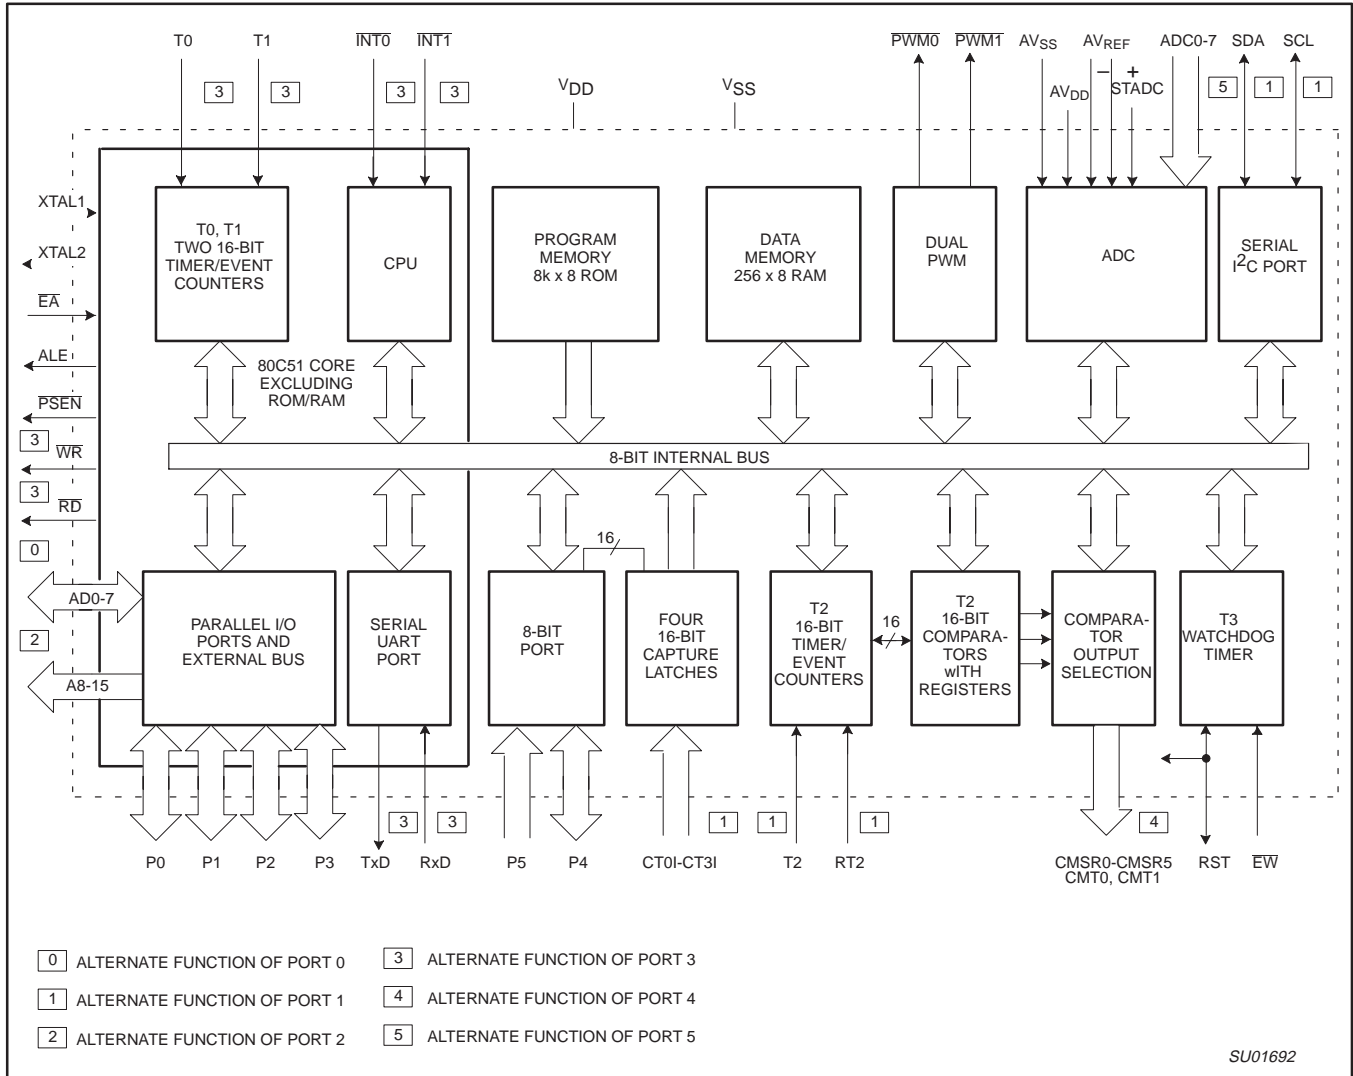 T0 T1 INT0 INT1 PWM0 PWM1 AVSS AVREF ADC0-7 SDA SCL
3 3 3 3 VDD VSS AVDD – + STADC 5 1 1
XTAL1
XTAL2
EA
ALE
PSEN
3
WR
3
RD
0
AD0-7
2
A8-15
T0, T1
TWO 16-BIT
TIMER/EVENT
COUNTERS
CPU
PROGRAM
MEMORY
8k x 8 ROM
DATA
MEMORY
256 x 8 RAM
DUAL
PWM
ADC
SERIAL
I2C PORT
80C51 CORE
EXCLUDING
ROM/RAM
8-BIT INTERNAL BUS
PARALLEL I/O
PORTS AND
EXTERNAL BUS
SERIAL
UART
PORT
8-BIT
PORT
16
FOUR
16-BIT
CAPTURE
LATCHES
T2
16-BIT
TIMER/
EVENT
COUNTERS
16
T2
16-BIT
COMPARA-
TORS
wITH
REGISTERS
COMPARA-
TOR
OUTPUT
SELECTION
T3
WATCHDOG
TIMER
3 3 1 1 1 4
P0 P1 P2 P3 TxD RxD P5 P4 CT0I-CT3I T2 RT2 CMSR0-CMSR5 RST EW
CMT0, CMT1
0 ALTERNATE FUNCTION OF PORT 0
1 ALTERNATE FUNCTION OF PORT 1
2 ALTERNATE FUNCTION OF PORT 2
3 ALTERNATE FUNCTION OF PORT 3
4 ALTERNATE FUNCTION OF PORT 4
5 ALTERNATE FUNCTION OF PORT 5
SU01692